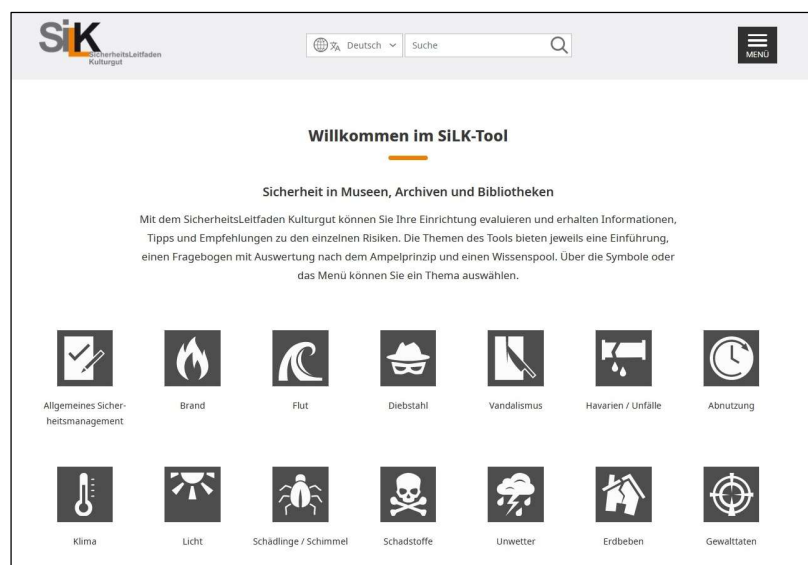 SiLK
SicherheitsLeitfaden
Kulturgut
Deutsch
Suche
MENÜ
Willkommen im SiLK-Tool
Sicherheit in Museen, Archiven und Bibliotheken
Mit dem SicherheitsLeitfaden Kulturgut können Sie Ihre Einrichtung evaluieren und erhalten Informationen,
Tipps und Empfehlungen zu den einzelnen Risiken. Die Themen des Tools bieten jeweils eine Einführung,
einen Fragebogen mit Auswertung nach dem Ampelprinzip und einen Wissenspool. Über die Symbole oder
das Menü können Sie ein Thema auswählen.
Allgemeines Sicher-
heitsmanagement
Brand
Flut
Diebstahl
Vandalismus
Havarien / Unfälle
Abnutzung
Klima
Licht
Schädlinge / Schimmel
Schadstoffe
Unwetter
Erdbeben
Gewalttaten